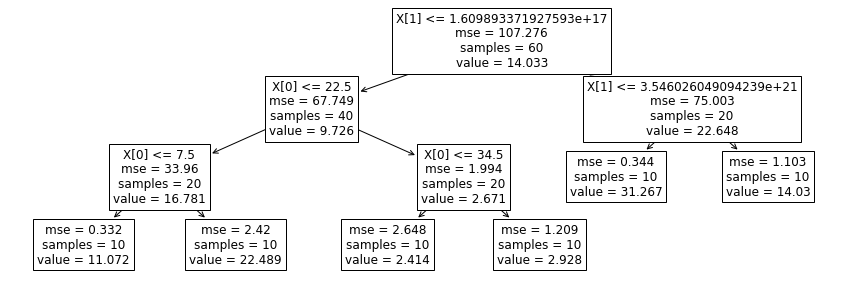 X[1] <= 1.609893371927593e+17
mse = 107.276
samples = 60
value = 14.033
X[0] <= 22.5
mse = 67.749
samples = 40
value = 9.726
X[1] <= 3.546026049094239e+21
mse = 75.003
samples = 20
value = 22.648
X[0] <= 7.5
mse = 33.96
samples = 20
value = 16.781
X[0] <= 34.5
mse = 1.994
samples = 20
value = 2.671
mse = 0.344
samples = 10
value = 31.267
mse = 1.103
samples = 10
value = 14.03
mse = 0.332
samples = 10
value = 11.072
mse = 2.42
samples = 10
value = 22.489
mse = 2.648
samples = 10
value = 2.414
mse = 1.209
samples = 10
value = 2.928